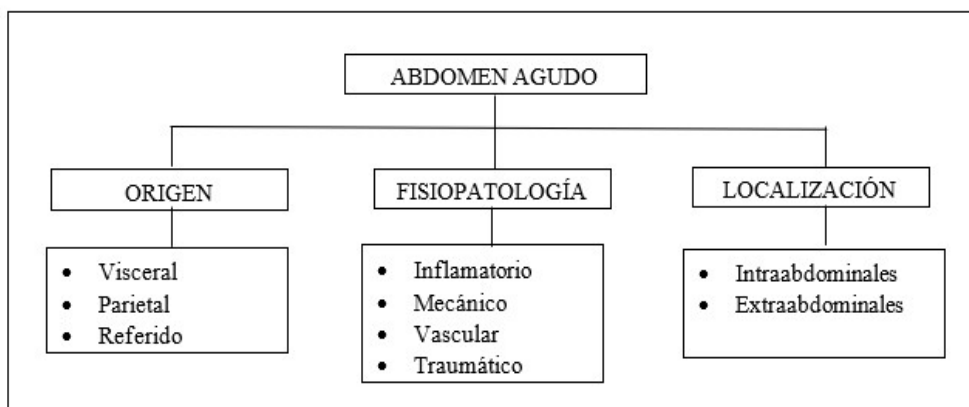 ABDOMEN AGUDO
ORIGEN
• Visceral
• Parietal
• Referido
FISIOPATOLOGÍA
• Inflamatorio
• Mecánico
• Vascular
• Traumático
LOCALIZACIÓN
• Intraabdominales
• Extraabdominales